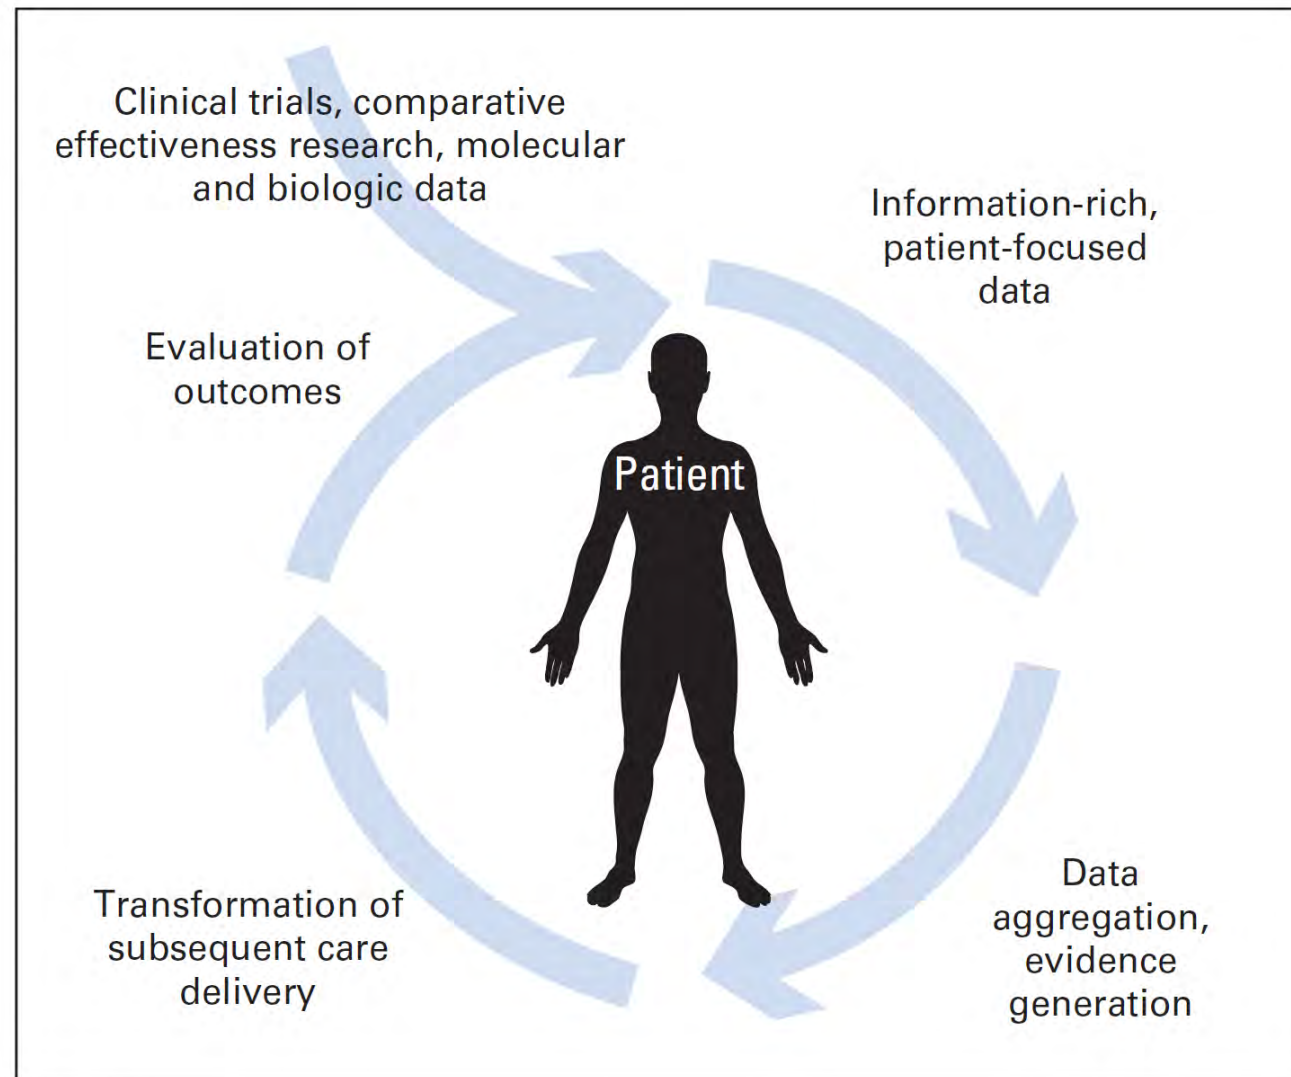 Clinical trials, comparative
effectiveness research, molecular
and biologic data
Information-rich,
patient-focused
data
Evaluation of
outcomes
Patient
Data
aggregation,
evidence
generation
Transformation of
subsequent care
delivery